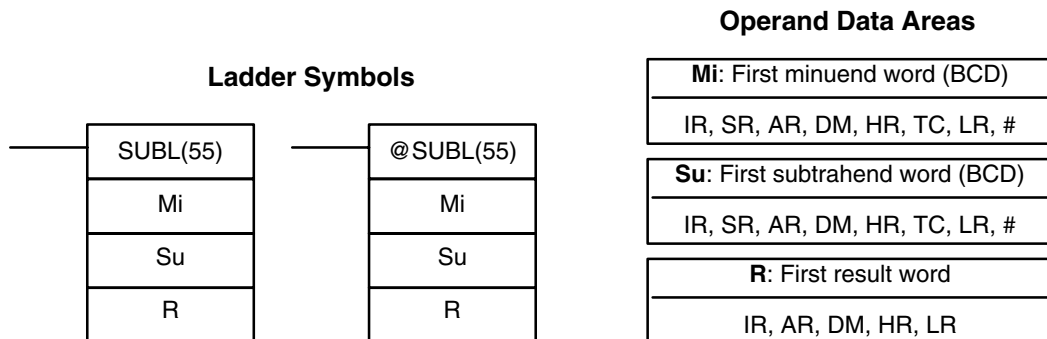 Ladder Symbols
SUBL(55)
Mi
Su
R
@SUBL(55)
Mi
Su
R
Operand Data Areas
Mi: First minuend word (BCD)
IR, SR, AR, DM, HR, TC, LR, #
Su: First subtrahend word (BCD)
IR, SR, AR, DM, HR, TC, LR, #
R: First result word
IR, AR, DM, HR, LR